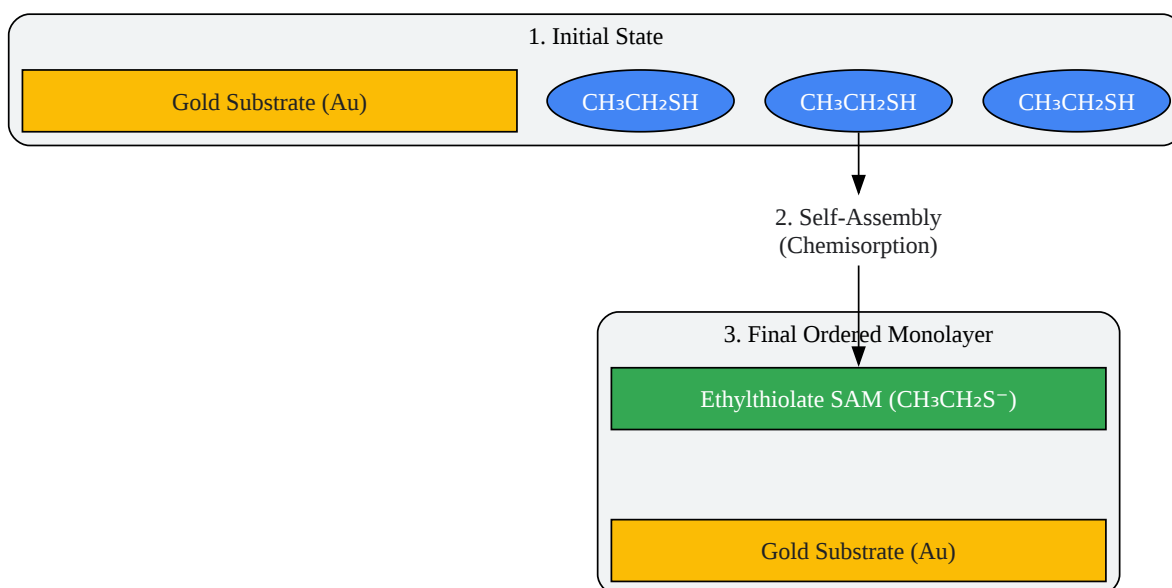 1. Initial State
Gold Substrate (Au)
CH₃CH₂SH
CH₃CH₂SH
CH₃CH₂SH
2. Self-Assembly
(Chemisorption)
3. Final Ordered Monolayer
Ethylthiolate SAM (CH₃CH₂S⁻)
Gold Substrate (Au)